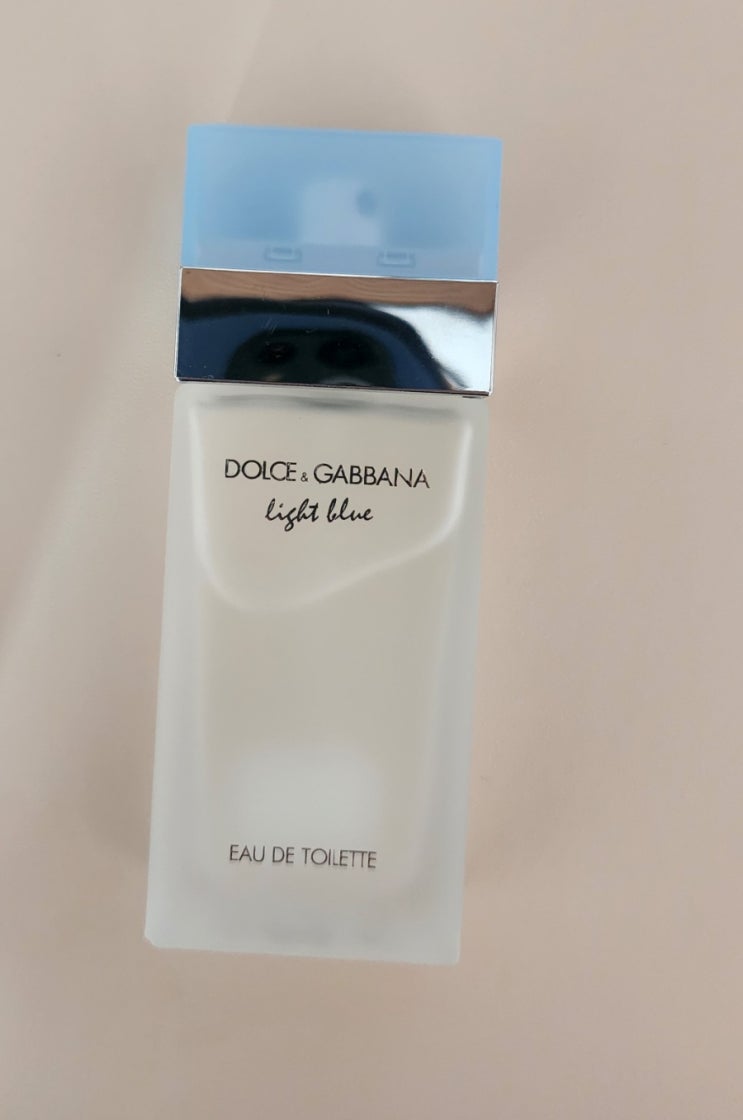 DOLCE & GABBANA
light blue
EAU DE TOILETTE